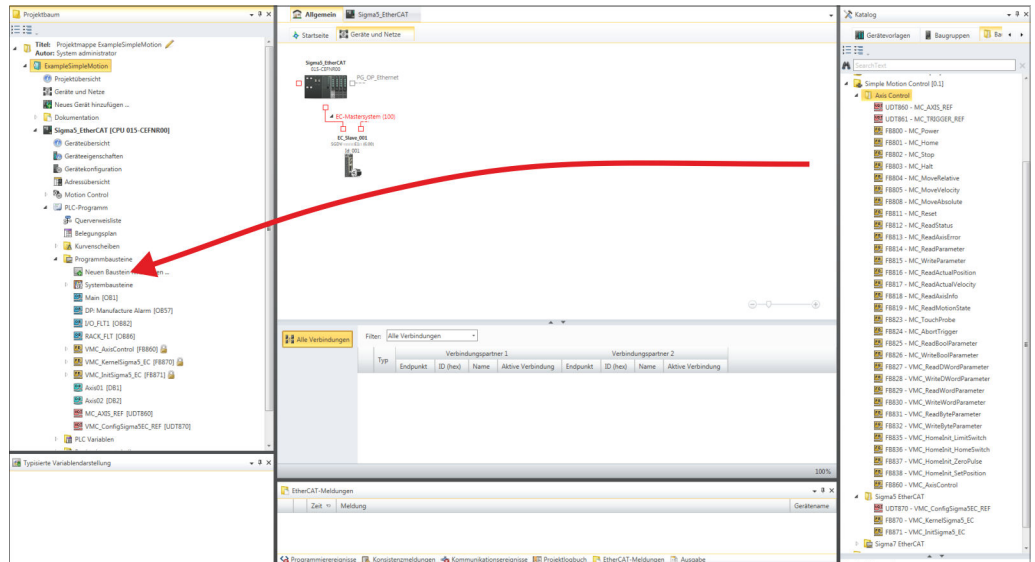 Projektbaum
Titel: Projektmappe ExampleSimpleMotion
Autor: System administrator
ExampleSimpleMotion
Projektübersicht
Geräte und Netze
Neues Gerät hinzufügen ...
Dokumentation
Sigma5_EtherCAT [CPU 015-CEFNR00]
Geräteübersicht
Geräteeigenschaften
Gerätekonfiguration
Adressübersicht
Motion Control
PLC-Programm
Querverweisliste
Belegungsplan
Kurvenscheiben
Programmbausteine
Neuen Baustein en ...
Systembausteine
Main [OB1]
DP: Manufacture Alarm [OB57]
I/O_FLT1 [OB82]
RACK_FLT [OB86]
VMC_AxisControl [FB860]
VMC_KernelSigma5_EC [FB870]
VMC_InitSigma5_EC [FB871]
Axis01 [DB1]
Axis02 [DB2]
MC_AXIS_REF [UDT860]
VMC_ConfigSigma5EC_REF [UDT870]
PLC Variablen
Typisierte Variablendarstellung
Allgemein Sigma5_EtherCAT
Startseite Geräte und Netze
Sigma5_EtherCAT
015-CEFNR00
PG_OP_Ethernet
EC-Mastersystem (100)
EC_Slave_001
Id_001
Alle Verbindungen
Filter: Alle Verbindungen
Verbindungspartner 1 Verbindungspartner 2
Typ Endpunkt ID (hex) Name Aktive Verbindung Endpunkt ID (hex) Name Aktive Verbindung
100%
EtherCAT-Meldungen
Zeit Meldung Gerätename
Programmierereignisse Konsistenzmeldungen Kommunikationsereignisse Projektlogbuch EtherCAT-Meldungen Ausgabe
Katalog
Gerätevorlagen Baugruppen Bau
SearchText
Simple Motion Control [0.1]
Axis Control
UDT860 - MC_AXIS_REF
UDT861 - MC_TRIGGER_REF
FB800 - MC_Power
FB801 - MC_Home
FB802 - MC_Stop
FB803 - MC_Halt
FB804 - MC_MoveRelative
FB805 - MC_MoveVelocity
FB808 - MC_MoveAbsolute
FB811 - MC_Reset
FB812 - MC_ReadStatus
FB813 - MC_ReadAxisError
FB814 - MC_ReadParameter
FB815 - MC_WriteParameter
FB816 - MC_ReadActualPosition
FB817 - MC_ReadActualVelocity
FB818 - MC_ReadAxisInfo
FB819 - MC_ReadMotionState
FB823 - MC_TouchProbe
FB824 - MC_AbortTrigger
FB825 - MC_ReadBoolParameter
FB826 - MC_WriteBoolParameter
FB827 - VMC_ReadDWordParameter
FB828 - VMC_WriteDWordParameter
FB829 - VMC_ReadWordParameter
FB830 - VMC_WriteWordParameter
FB831 - VMC_ReadByteParameter
FB832 - VMC_WriteByteParameter
FB835 - VMC_HomeInit_LimitSwitch
FB836 - VMC_HomeInit_HomeSwitch
FB837 - VMC_HomeInit_ZeroPulse
FB838 - VMC_HomeInit_SetPosition
FB860 - VMC_AxisControl
Sigma5 EtherCAT
UDT870 - VMC_ConfigSigma5EC_REF
FB870 - VMC_KernelSigma5_EC
FB871 - VMC_InitSigma5_EC
Sigma7 EtherCAT